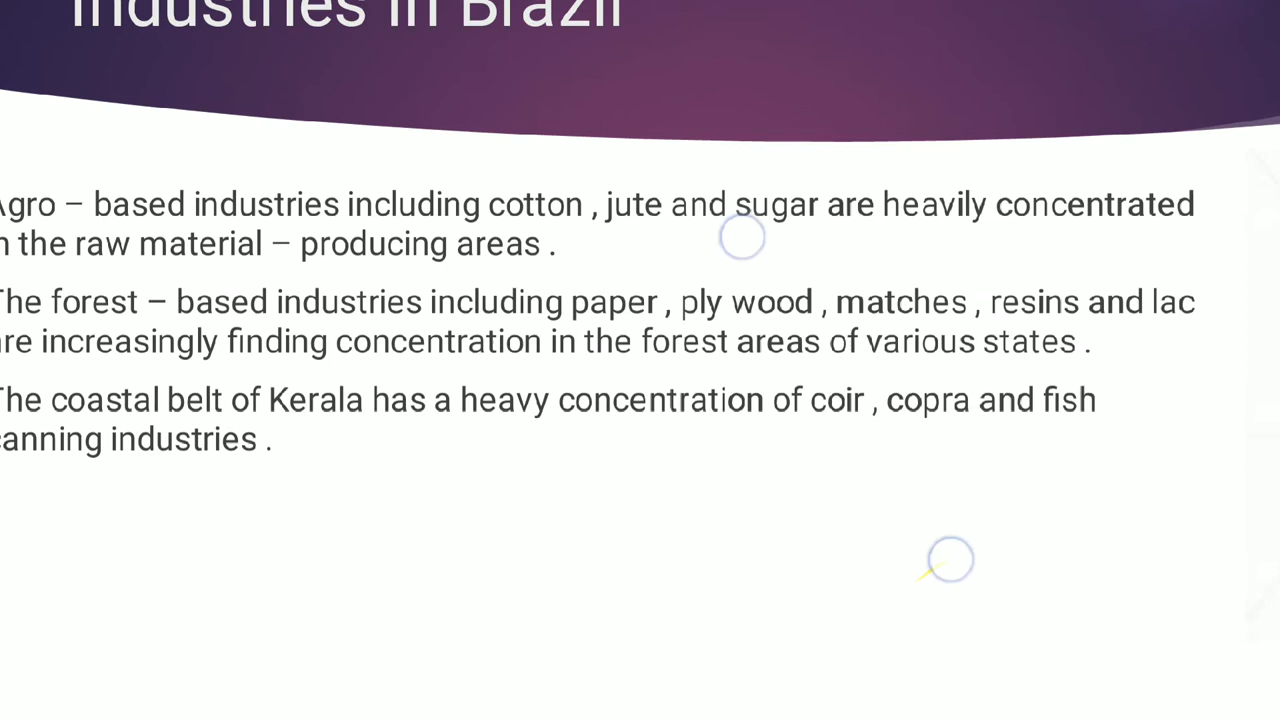 Industries in Brazil
Agro – based industries including cotton , jute and sugar are heavily concentrated
in the raw material – producing areas .
The forest – based industries including paper , ply wood , matches , resins and lac
are increasingly finding concentration in the forest areas of various states .
The coastal belt of Kerala has a heavy concentration of coir , copra and fish
canning industries .